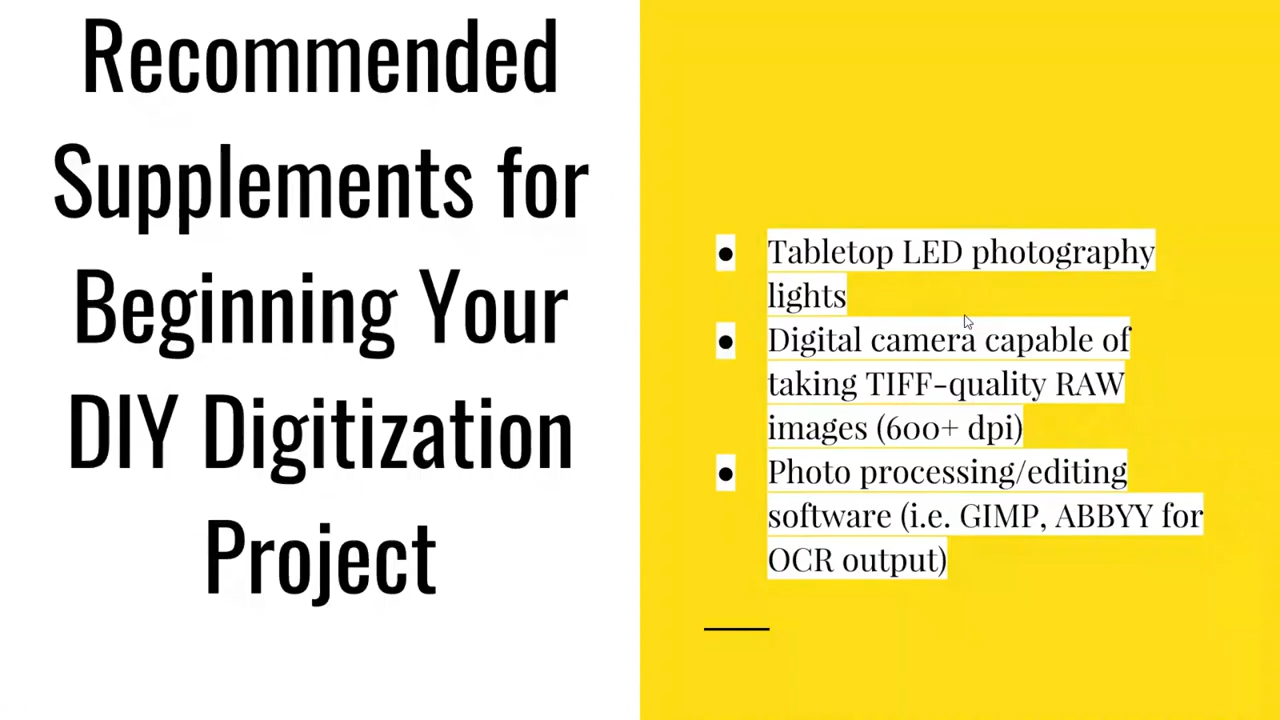 Recommended
Supplements for
Beginning Your
DIY Digitization
Project
● Tabletop LED photography
lights
● Digital camera capable of
taking TIFF-quality RAW
images (600+ dpi)
● Photo processing/editing
software (i.e. GIMP, ABBYY for
OCR output)